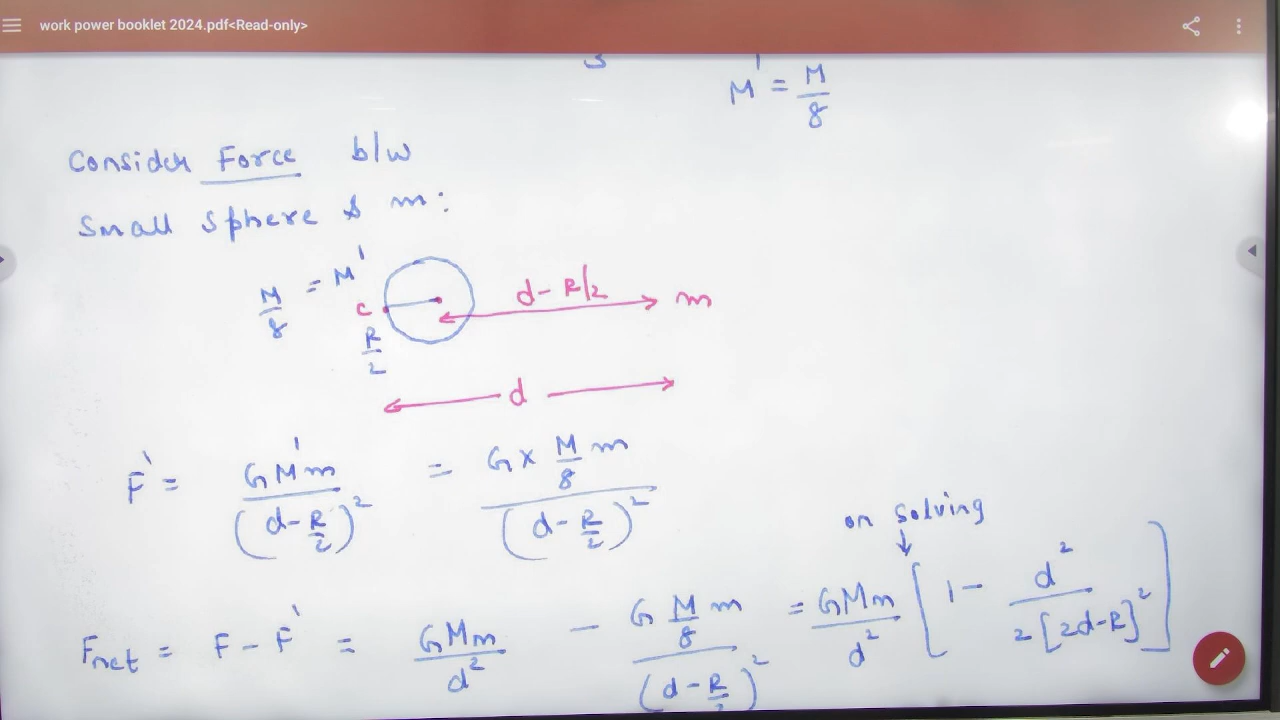 work power booklet 2024.pdf<Read-only>
M' = M/8
Consider Force b/w
Small sphere & m:
M/8 = M'
c
R/2
d - R/2
m
d
F' = GM'm/(d - R/2)² = G x M/8 m/(d - R/2)²
on solving
Fnet = F - F' = GMm/d² - G M/8 m/(d - R/2)² = GMm/d² [1 - d²/2[2d-R]²]